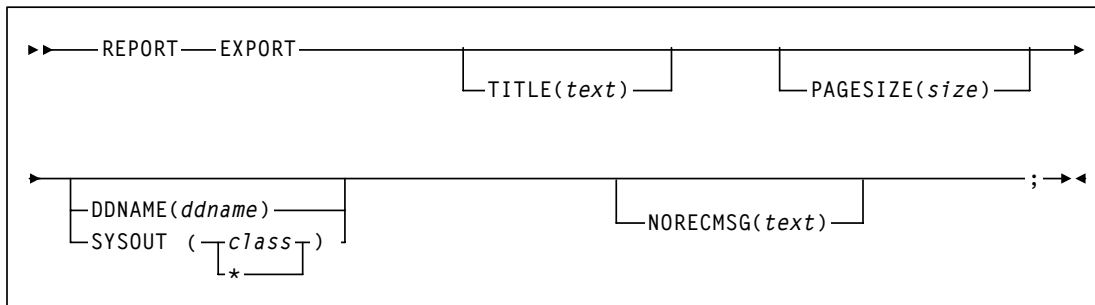 REPORT EXPORT
TITLE(text) PAGESIZE(size)
;
DDNAME(ddname)
NORECMSG(text)
SYSOUT (class)
*